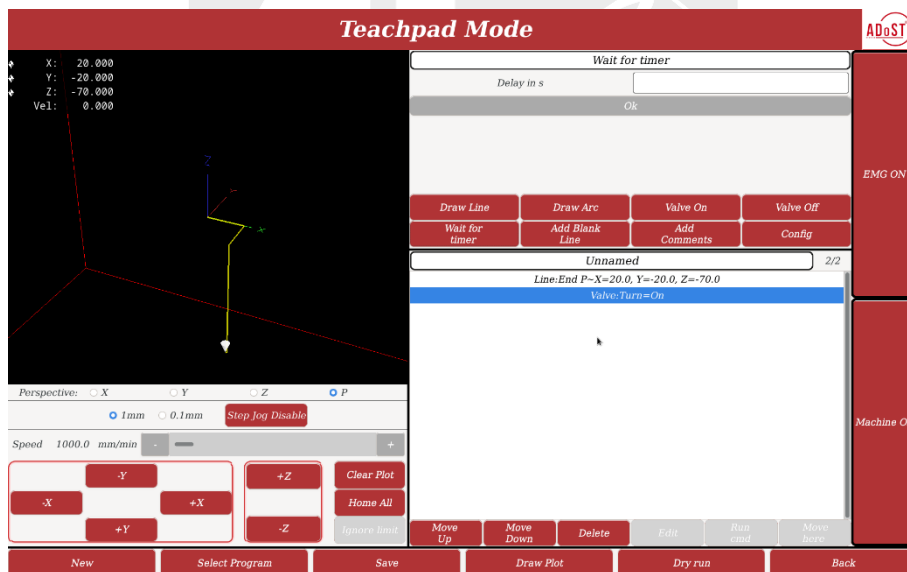 Teachpad Mode
ADoST
X: 20.000
Y: -20.000
Z: -70.000
Vel: 0.000
Z
Y
X
Perspective: X Y Z P
1mm 0.1mm Step Jog Disable
Speed 1000.0 mm/min - +
-Y
-X +X
+Y
+Z
-Z
Clear Plot
Home All
Ignore limit
Wait for timer
Delay in s
Ok
Draw Line Draw Arc Valve On Valve Off
Wait for timer Add Blank Line Add Comments Config
Unnamed 2/2
Line:End P~X=20.0, Y=-20.0, Z=-70.0
Valve:Turn=On
Move Up Move Down Delete Edit Run cmd Move here
EMG ON
Machine O
New Select Program Save Draw Plot Dry run Back